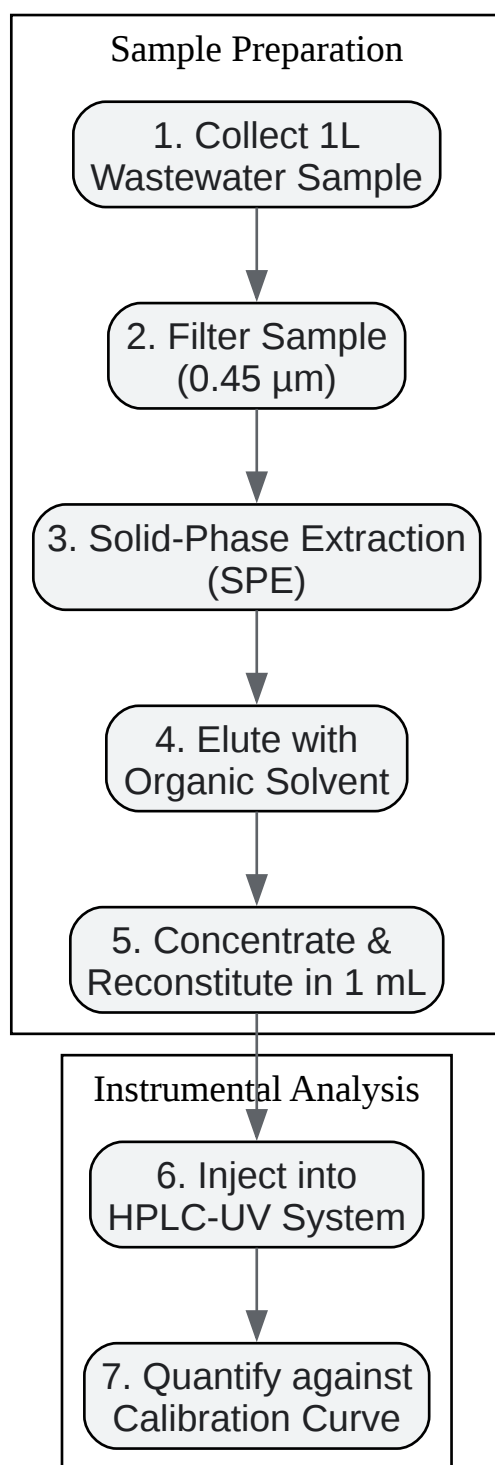 Sample Preparation
1. Collect 1L
Wastewater Sample
2. Filter Sample
(0.45 µm)
3. Solid-Phase Extraction
(SPE)
4. Elute with
Organic Solvent
5. Concentrate &
Reconstitute in 1 mL
Instrumental Analysis
6. Inject into
HPLC-UV System
7. Quantify against
Calibration Curve